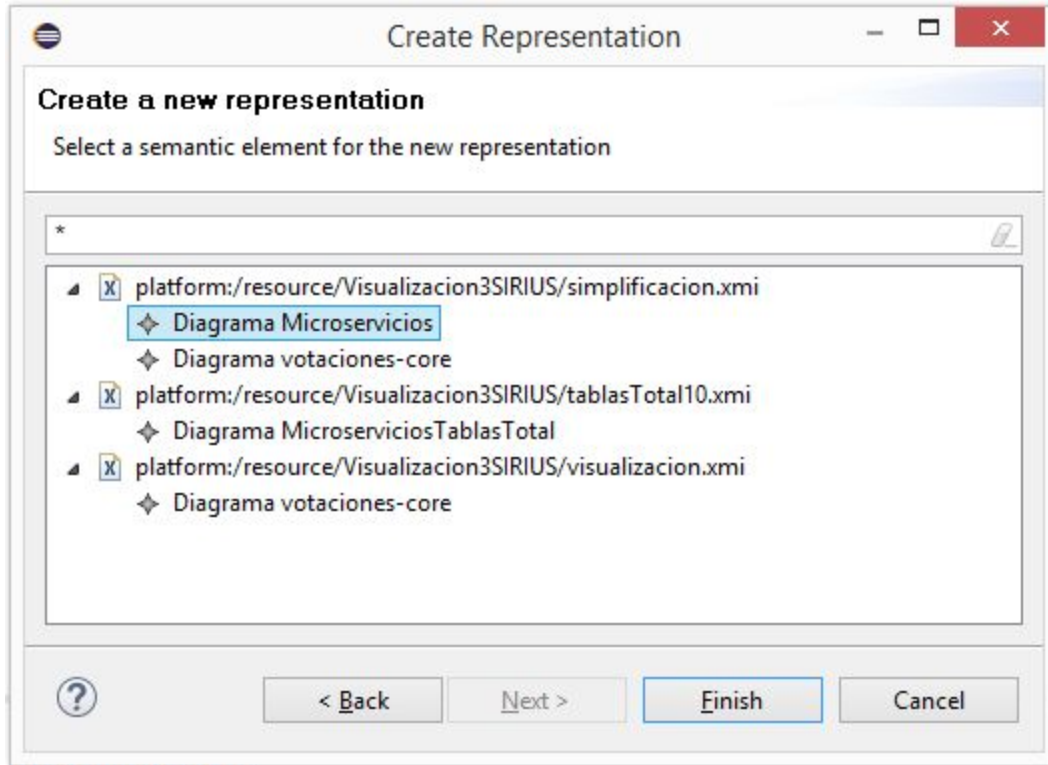 Create Representation
Create a new representation
Select a semantic element for the new representation
*
platform:/resource/Visualizacion3SIRIUS/simplificacion.xmi
Diagrama Microservicios
Diagrama votaciones-core
platform:/resource/Visualizacion3SIRIUS/tablasTotal10.xmi
Diagrama MicroserviciosTablasTotal
platform:/resource/Visualizacion3SIRIUS/visualizacion.xmi
Diagrama votaciones-core
? < Back Next > Finish Cancel